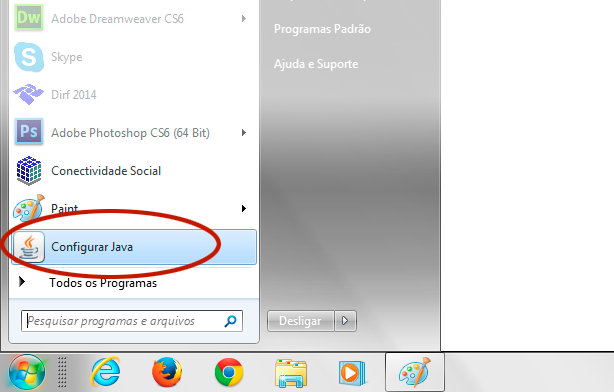 Dw
Adobe Dreamweaver CS6
Skype
Dirf 2014
Ps
Adobe Photoshop CS6 (64 Bit)
Conectividade Social
Paint
Configurar Java
Todos os Programas
Pesquisar programas e arquivos
Programas Padrão
Ajuda e Suporte
Desligar